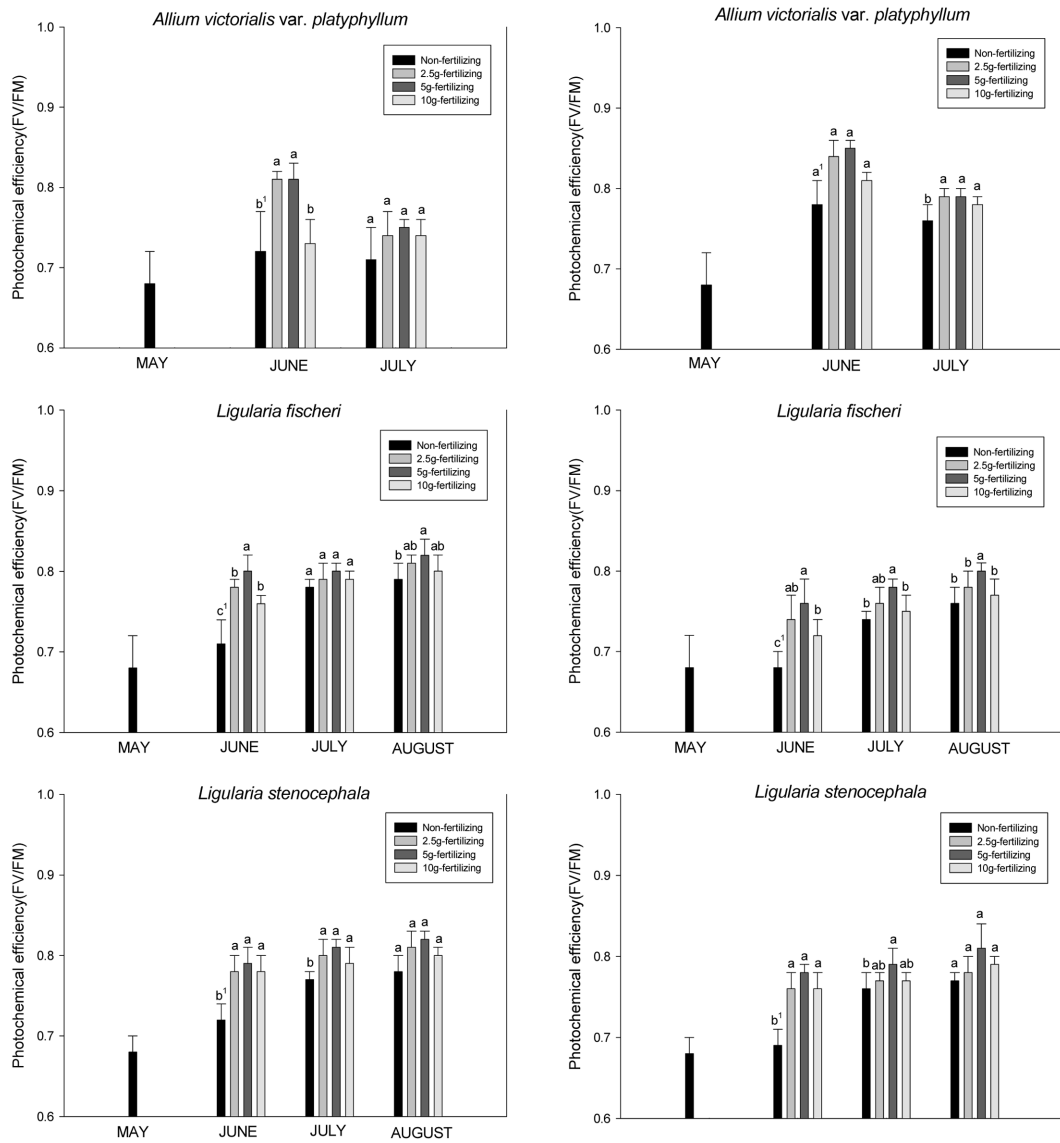 Allium victorialis var. platyphyllum
Photochemical efficiency(FV/FM)
1.0
0.9
0.8
0.7
0.6
Non-fertilizing
2.5g-fertilizing
5g-fertilizing
10g-fertilizing
b1 a a b
a a a a
MAY JUNE JULY
Allium victorialis var. platyphyllum
Photochemical efficiency(FV/FM)
1.0
0.9
0.8
0.7
0.6
Non-fertilizing
2.5g-fertilizing
5g-fertilizing
10g-fertilizing
a1 a a a
b a a a
MAY JUNE JULY
Ligularia fischeri
Photochemical efficiency(FV/FM)
1.0
0.9
0.8
0.7
0.6
Non-fertilizing
2.5g-fertilizing
5g-fertilizing
10g-fertilizing
c1 b a b
a a a a
b ab a ab
MAY JUNE JULY AUGUST
Ligularia fischeri
Photochemical efficiency(FV/FM)
1.0
0.9
0.8
0.7
0.6
Non-fertilizing
2.5g-fertilizing
5g-fertilizing
10g-fertilizing
c1 ab a b
b ab a b
b b a b
MAY JUNE JULY AUGUST
Ligularia stenocephala
Photochemical efficiency(FV/FM)
1.0
0.9
0.8
0.7
0.6
Non-fertilizing
2.5g-fertilizing
5g-fertilizing
10g-fertilizing
b1 a a a
b a a a
a a a a
MAY JUNE JULY AUGUST
Ligularia stenocephala
Photochemical efficiency(FV/FM)
1.0
0.9
0.8
0.7
0.6
Non-fertilizing
2.5g-fertilizing
5g-fertilizing
10g-fertilizing
b1 a a a
b ab a ab
a a a a